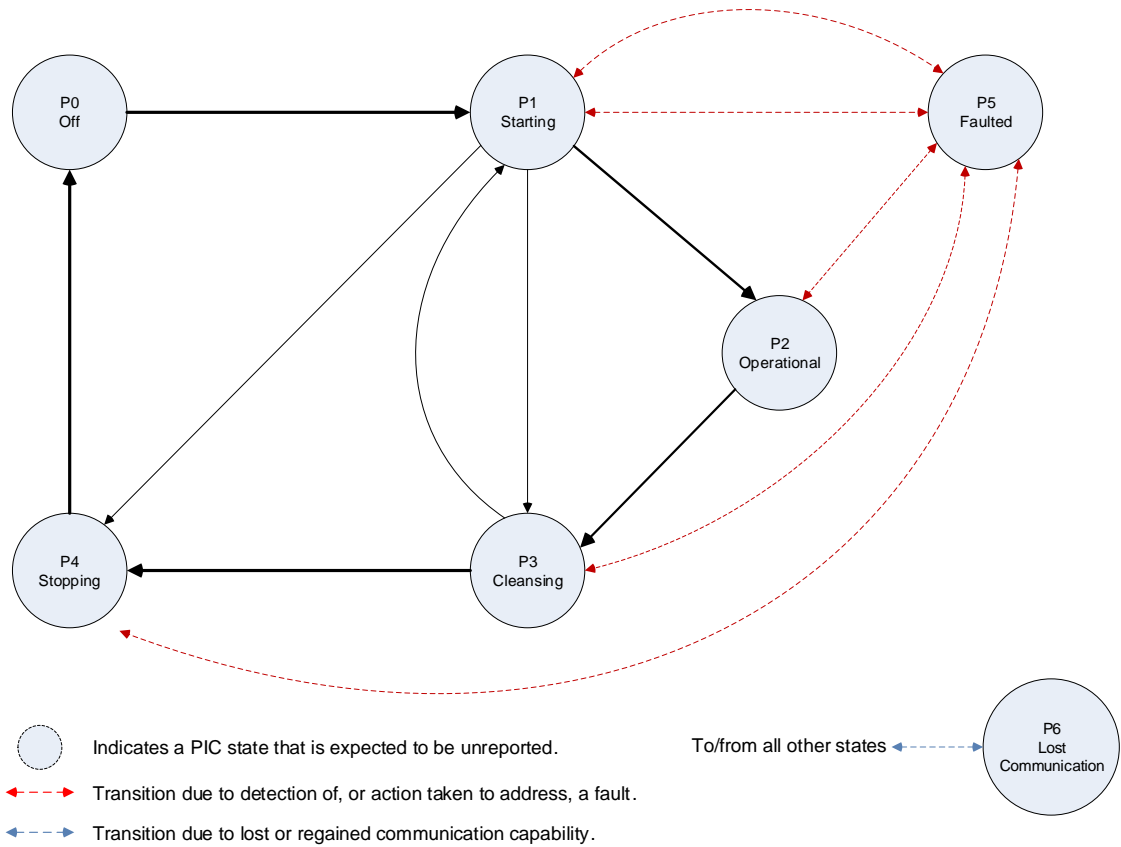 P0
Off
P1
Starting
P5
Faulted
P2
Operational
P4
Stopping
P3
Cleansing
P6
Lost
Communication
To/from all other states
Indicates a PIC state that is expected to be unreported.
Transition due to detection of, or action taken to address, a fault.
Transition due to lost or regained communication capability.